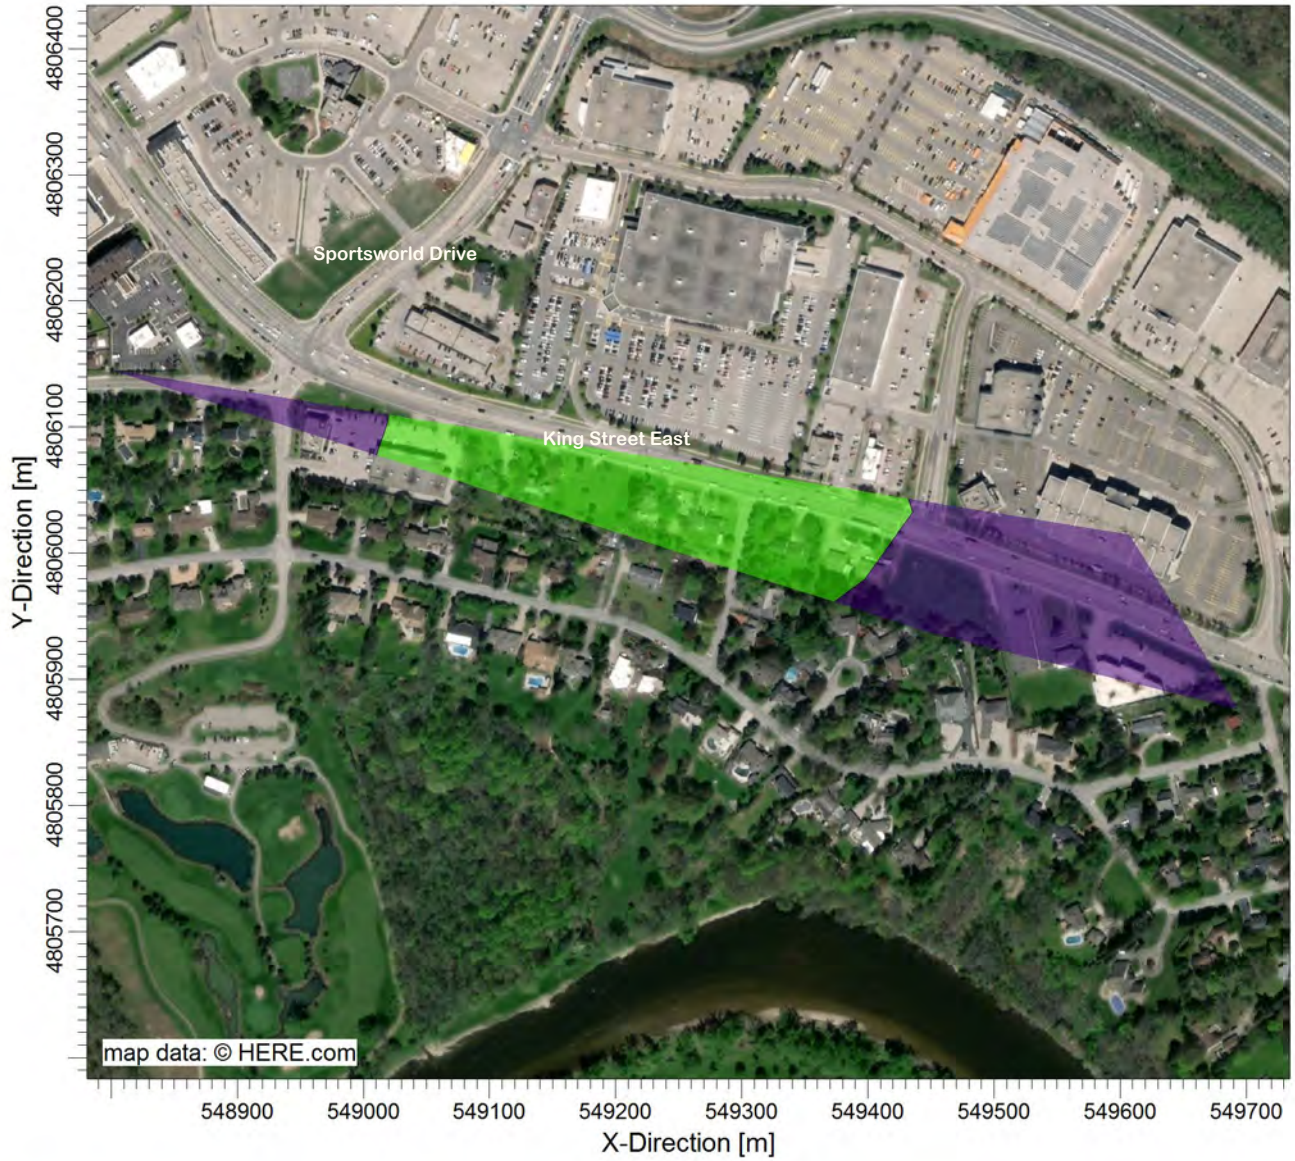 4806400
4806300
4806200
4806100
4806000
4805900
4805800
4805700
Y-Direction [m]
Sportsworld Drive
King Street East
map data: © HERE.com
548900 549000 549100 549200 549300 549400 549500 549600 549700
X-Direction [m]